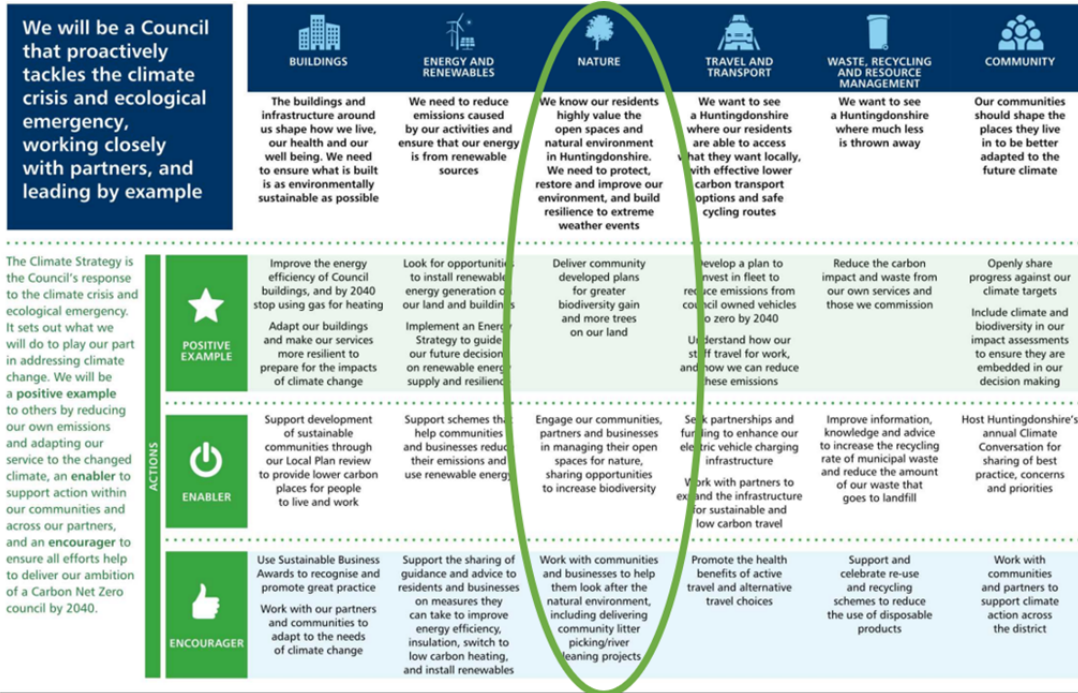 We will be a Council
that proactively
tackles the climate
crisis and ecological
emergency,
working closely
with partners, and
leading by example
BUILDINGS
ENERGY AND
RENEWABLES
NATURE
TRAVEL AND
TRANSPORT
WASTE, RECYCLING
AND RESOURCE
MANAGEMENT
COMMUNITY
The buildings and
infrastructure around
us shape how we live,
our health and our
well being. We need
to ensure what is built
is as environmentally
sustainable as possible
We need to reduce
emissions caused
by our activities and
ensure that our energy
is from renewable
sources
We know our residents
highly value the
open spaces and
natural environment
in Huntingdonshire.
We need to protect,
restore and improve our
environment, and build
resilience to extreme
weather events
We want to see
a Huntingdonshire
where our residents
are able to access
what they want locally,
with effective lower
carbon transport
options and safe
cycling routes
We want to see
a Huntingdonshire
where much less
is thrown away
Our communities
should shape the
places they live
in to be better
adapted to the
future climate
The Climate Strategy is
the Council's response
to the climate crisis and
ecological emergency.
It sets out what we
will do to play our part
in addressing climate
change. We will be
a positive example
to others by reducing
our own emissions
and adapting our
service to the changed
climate, an enabler to
support action within
our communities and
across our partners,
and an encourager to
ensure all efforts help
to deliver our ambition
of a Carbon Net Zero
council by 2040.
ACTIONS
POSITIVE
EXAMPLE
Improve the energy
efficiency of Council
buildings, and by 2040
stop using gas for heating
Adapt our buildings
and make our services
more resilient to
prepare for the impacts
of climate change
Look for opportunities
to install renewable
energy generation on
our land and buildings
Implement an Energy
Strategy to guide
our future decisions
on renewable energy
supply and resilience
Deliver community
developed plans
for greater
biodiversity gain
and more trees
on our land
Develop a plan to
invest in fleet to
reduce emissions from
council owned vehicles
to zero by 2040
Understand how our
staff travel for work,
and how we can reduce
these emissions
Reduce the carbon
impact and waste from
our own services and
those we commission
Openly share
progress against our
climate targets
Include climate and
biodiversity in our
impact assessments
to ensure they are
embedded in our
decision making
ENABLER
Support development
of sustainable
communities through
our Local Plan review
to provide lower carbon
places for people
to live and work
Support schemes that
help communities
and businesses reduce
their emissions and
use renewable energy
Engage our communities,
partners and businesses
in managing their open
spaces for nature,
sharing opportunities
to increase biodiversity
Seek partnerships and
funding to enhance our
electric vehicle charging
infrastructure
Work with partners to
expand the infrastructure
for sustainable and
low carbon travel
Improve information,
knowledge and advice
to increase the recycling
rate of municipal waste
and reduce the amount
of our waste that
goes to landfill
Host Huntingdonshire's
annual Climate
Conversation for
sharing of best
practice, concerns
and priorities
ENCOURAGER
Use Sustainable Business
Awards to recognise and
promote great practice
Work with our partners
and communities to
adapt to the needs
of climate change
Support the sharing of
guidance and advice to
residents and businesses
on measures they
can take to improve
energy efficiency,
insulation, switch to
low carbon heating,
and install renewables
Work with communities
and businesses to help
them look after the
natural environment,
including delivering
community litter
picking/river
cleaning projects
Promote the health
benefits of active
travel and alternative
travel choices
Support and
celebrate re-use
and recycling
schemes to reduce
the use of disposable
products
Work with
communities
and partners to
support climate
action across
the district